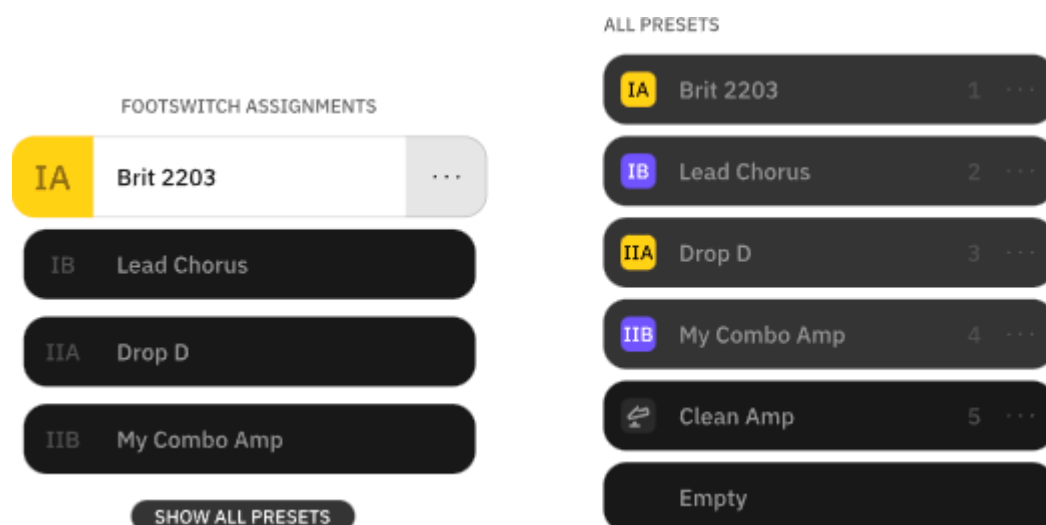 FOOTSWITCH ASSIGNMENTS
IA Brit 2203 ...
IB Lead Chorus
IIA Drop D
IIB My Combo Amp
SHOW ALL PRESETS
ALL PRESETS
IA Brit 2203 1 ...
IB Lead Chorus 2 ...
IIA Drop D 3 ...
IIB My Combo Amp 4 ...
Clean Amp 5 ...
Empty